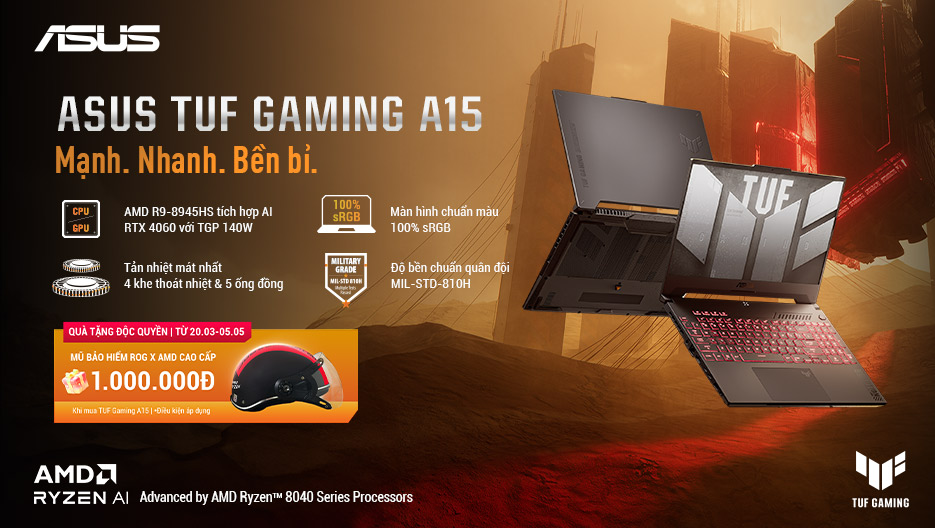 ASUS
ASUS TUF GAMING A15
Mạnh. Nhanh. Bền bỉ.
CPU
GPU
AMD R9-8945HS tích hợp AI
RTX 4060 với TGP 140W
100%
sRGB
Màn hình chuẩn màu
100% sRGB
Tản nhiệt mát nhất
4 khe thoát nhiệt & 5 ống đồng
MILITARY
GRADE
MIL-STD-810H
Độ bền chuẩn quân đội
MIL-STD-810H
TUF
QUÀ TẶNG ĐỘC QUYỀN | TỪ 20.03-05.05
MŨ BẢO HIỂM ROG X AMD CAO CẤP
1.000.000Đ
Khi mua TUF Gaming A15 | *Điều kiện áp dụng
AMD
RYZEN AI
Advanced by AMD Ryzen™ 8040 Series Processors
TUF GAMING